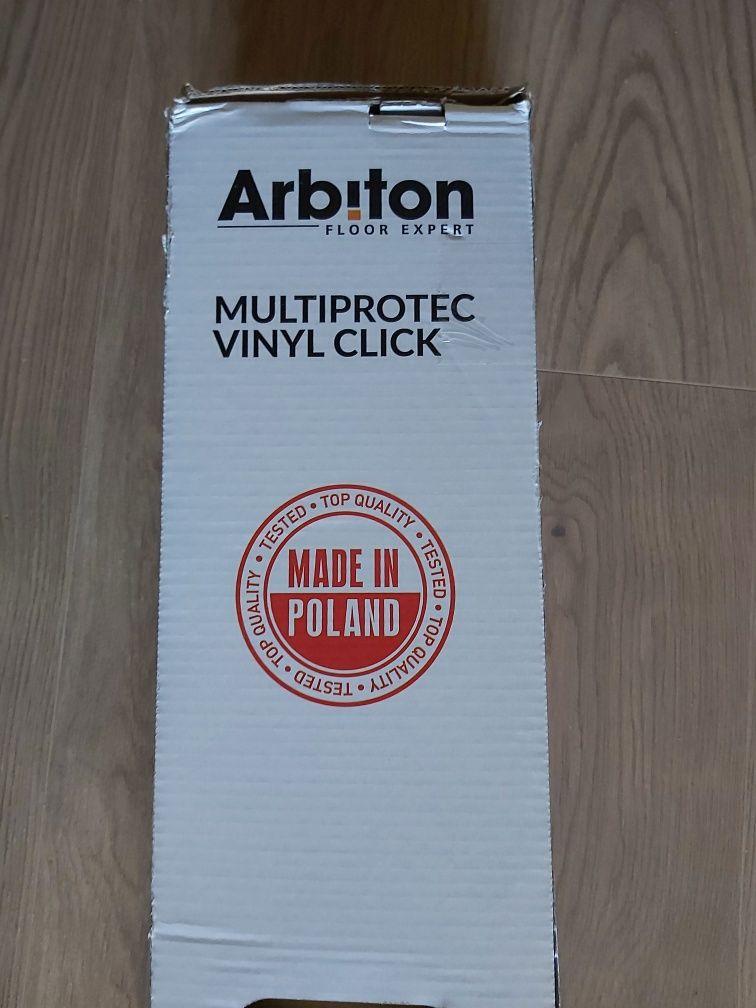 Arbiton
FLOOR EXPERT
MULTIPROTEC
VINYL CLICK
TOP QUALITY • TESTED • TOP QUALITY • TESTED • TOP QUALITY • TESTED •
MADE IN
POLAND